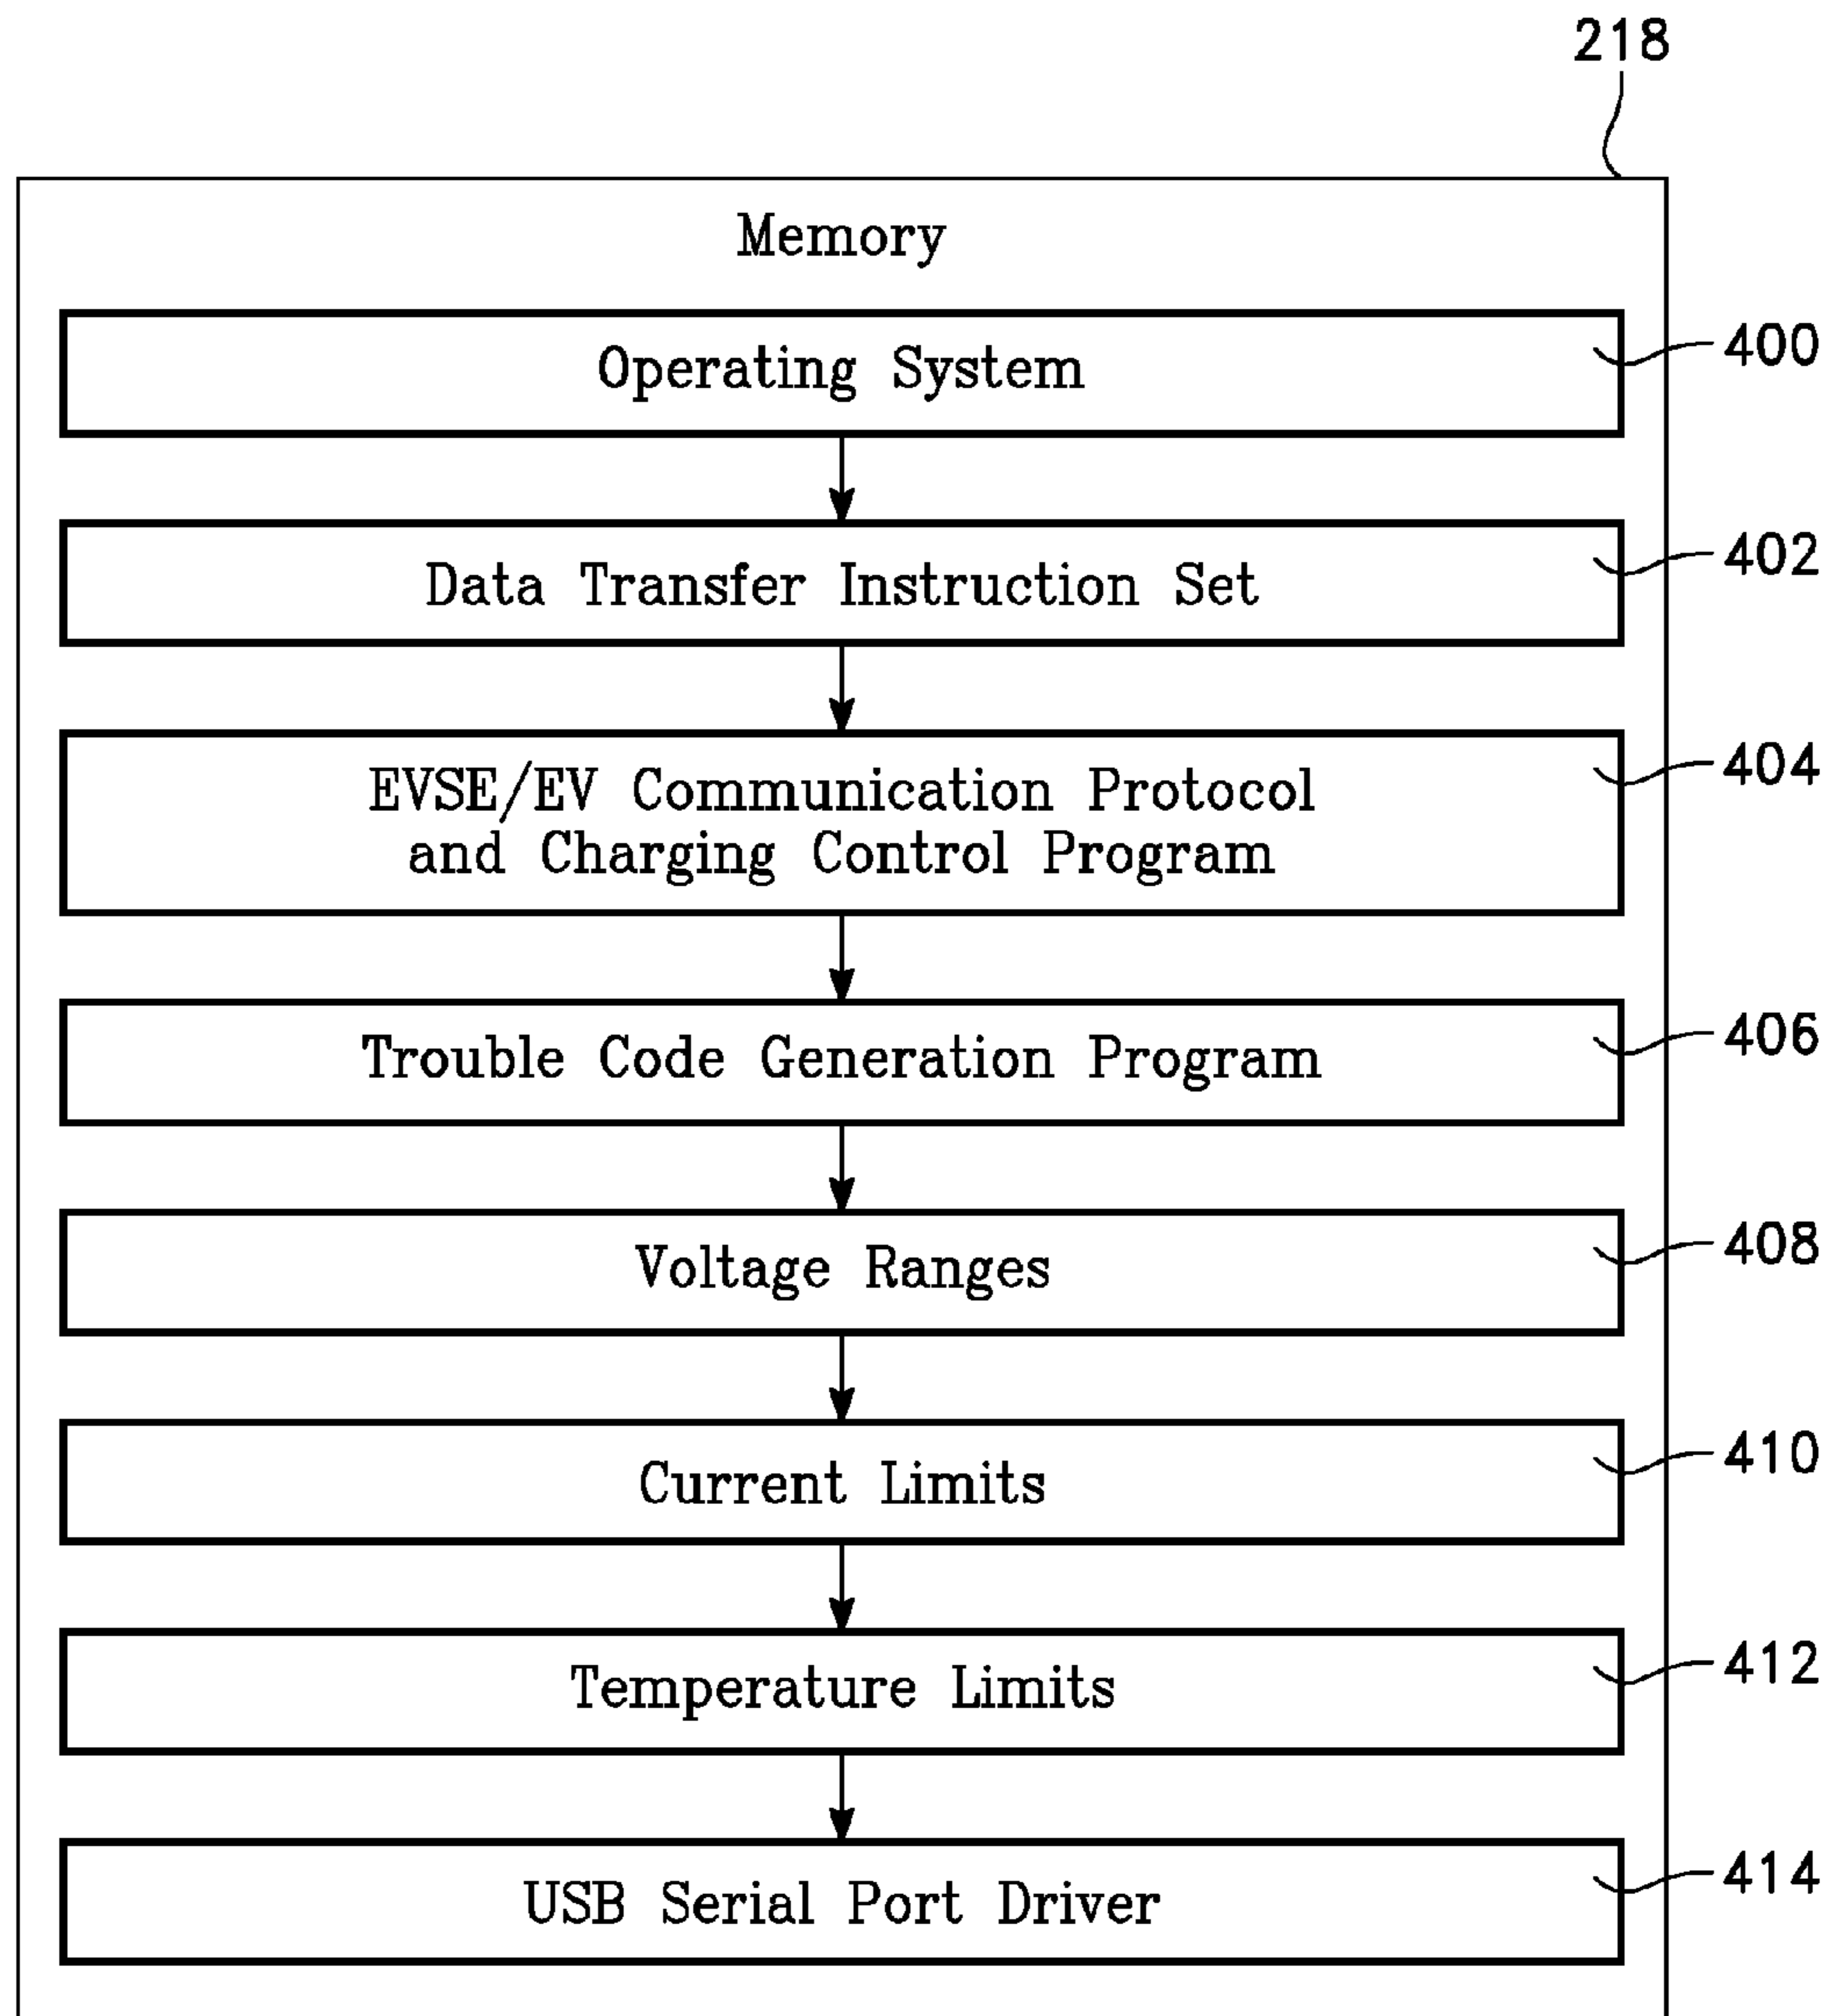 218
Memory
Operating System
400
Data Transfer Instruction Set
402
EVSE/EV Communication Protocol
and Charging Control Program
404
Trouble Code Generation Program
406
Voltage Ranges
408
Current Limits
410
Temperature Limits
412
USB Serial Port Driver
414